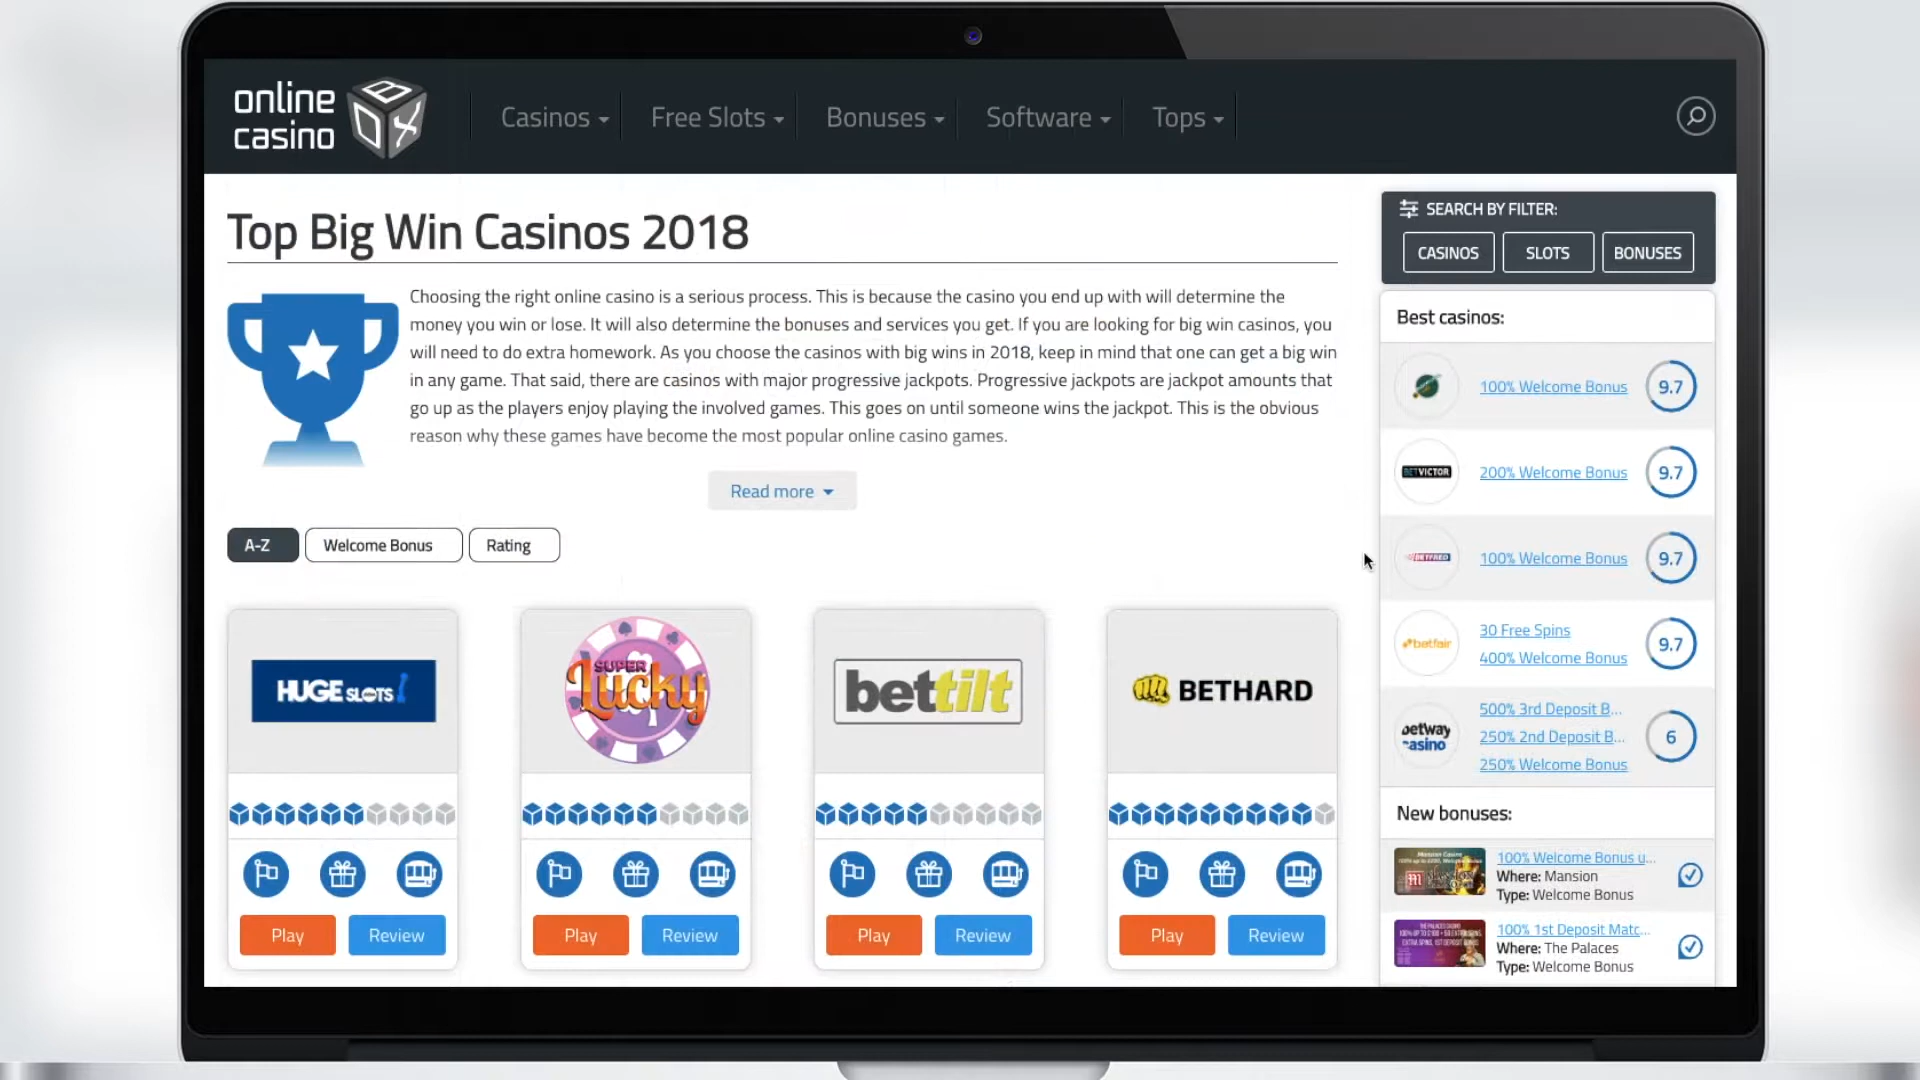 online
casino
BOX
Casinos
Free Slots
Bonuses
Software
Tops
Top Big Win Casinos 2018
Choosing the right online casino is a serious process. This is because the casino you end up with will determine the
money you win or lose. It will also determine the bonuses and services you get. If you are looking for big win casinos, you
will need to do extra homework. As you choose the casinos with big wins in 2018, keep in mind that one can get a big win
in any game. That said, there are casinos with major progressive jackpots. Progressive jackpots are jackpot amounts that
go up as the players enjoy playing the involved games. This goes on until someone wins the jackpot. This is the obvious
reason why these games have become the most popular online casino games.
Read more
A-Z
Welcome Bonus
Rating
HUGE SLOTS
SUPER
Lucky
bettilt
BETHARD
Play
Review
Play
Review
Play
Review
Play
Review
SEARCH BY FILTER:
CASINOS
SLOTS
BONUSES
Best casinos:
100% Welcome Bonus
9.7
BETVICTOR
200% Welcome Bonus
9.7
BETFRED
100% Welcome Bonus
9.7
betfair
30 Free Spins
400% Welcome Bonus
9.7
betway
casino
500% 3rd Deposit B...
250% 2nd Deposit B...
250% Welcome Bonus
6
New bonuses:
Mansion Casino
100% Welcome Bonus u...
Where: Mansion
Type: Welcome Bonus
100% 1st Deposit Matc...
Where: The Palaces
Type: Welcome Bonus